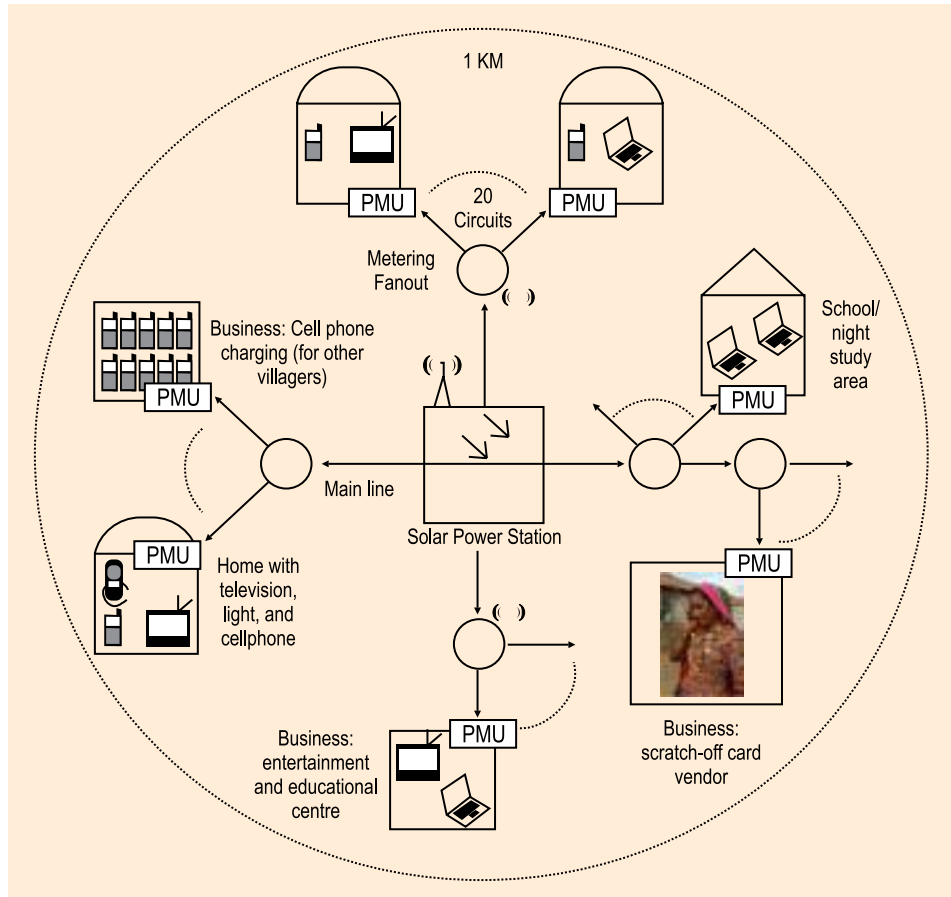 1 KM
PMU
20
Circuits
PMU
Metering
Fanout
School/
night
study
area
PMU
Business: Cell phone
charging (for other
villagers)
PMU
Main line
Solar Power Station
PMU
Home with
television,
light, and
cellphone
PMU
Business:
scratch-off card
vendor
PMU
Business:
entertainment
and educational
centre